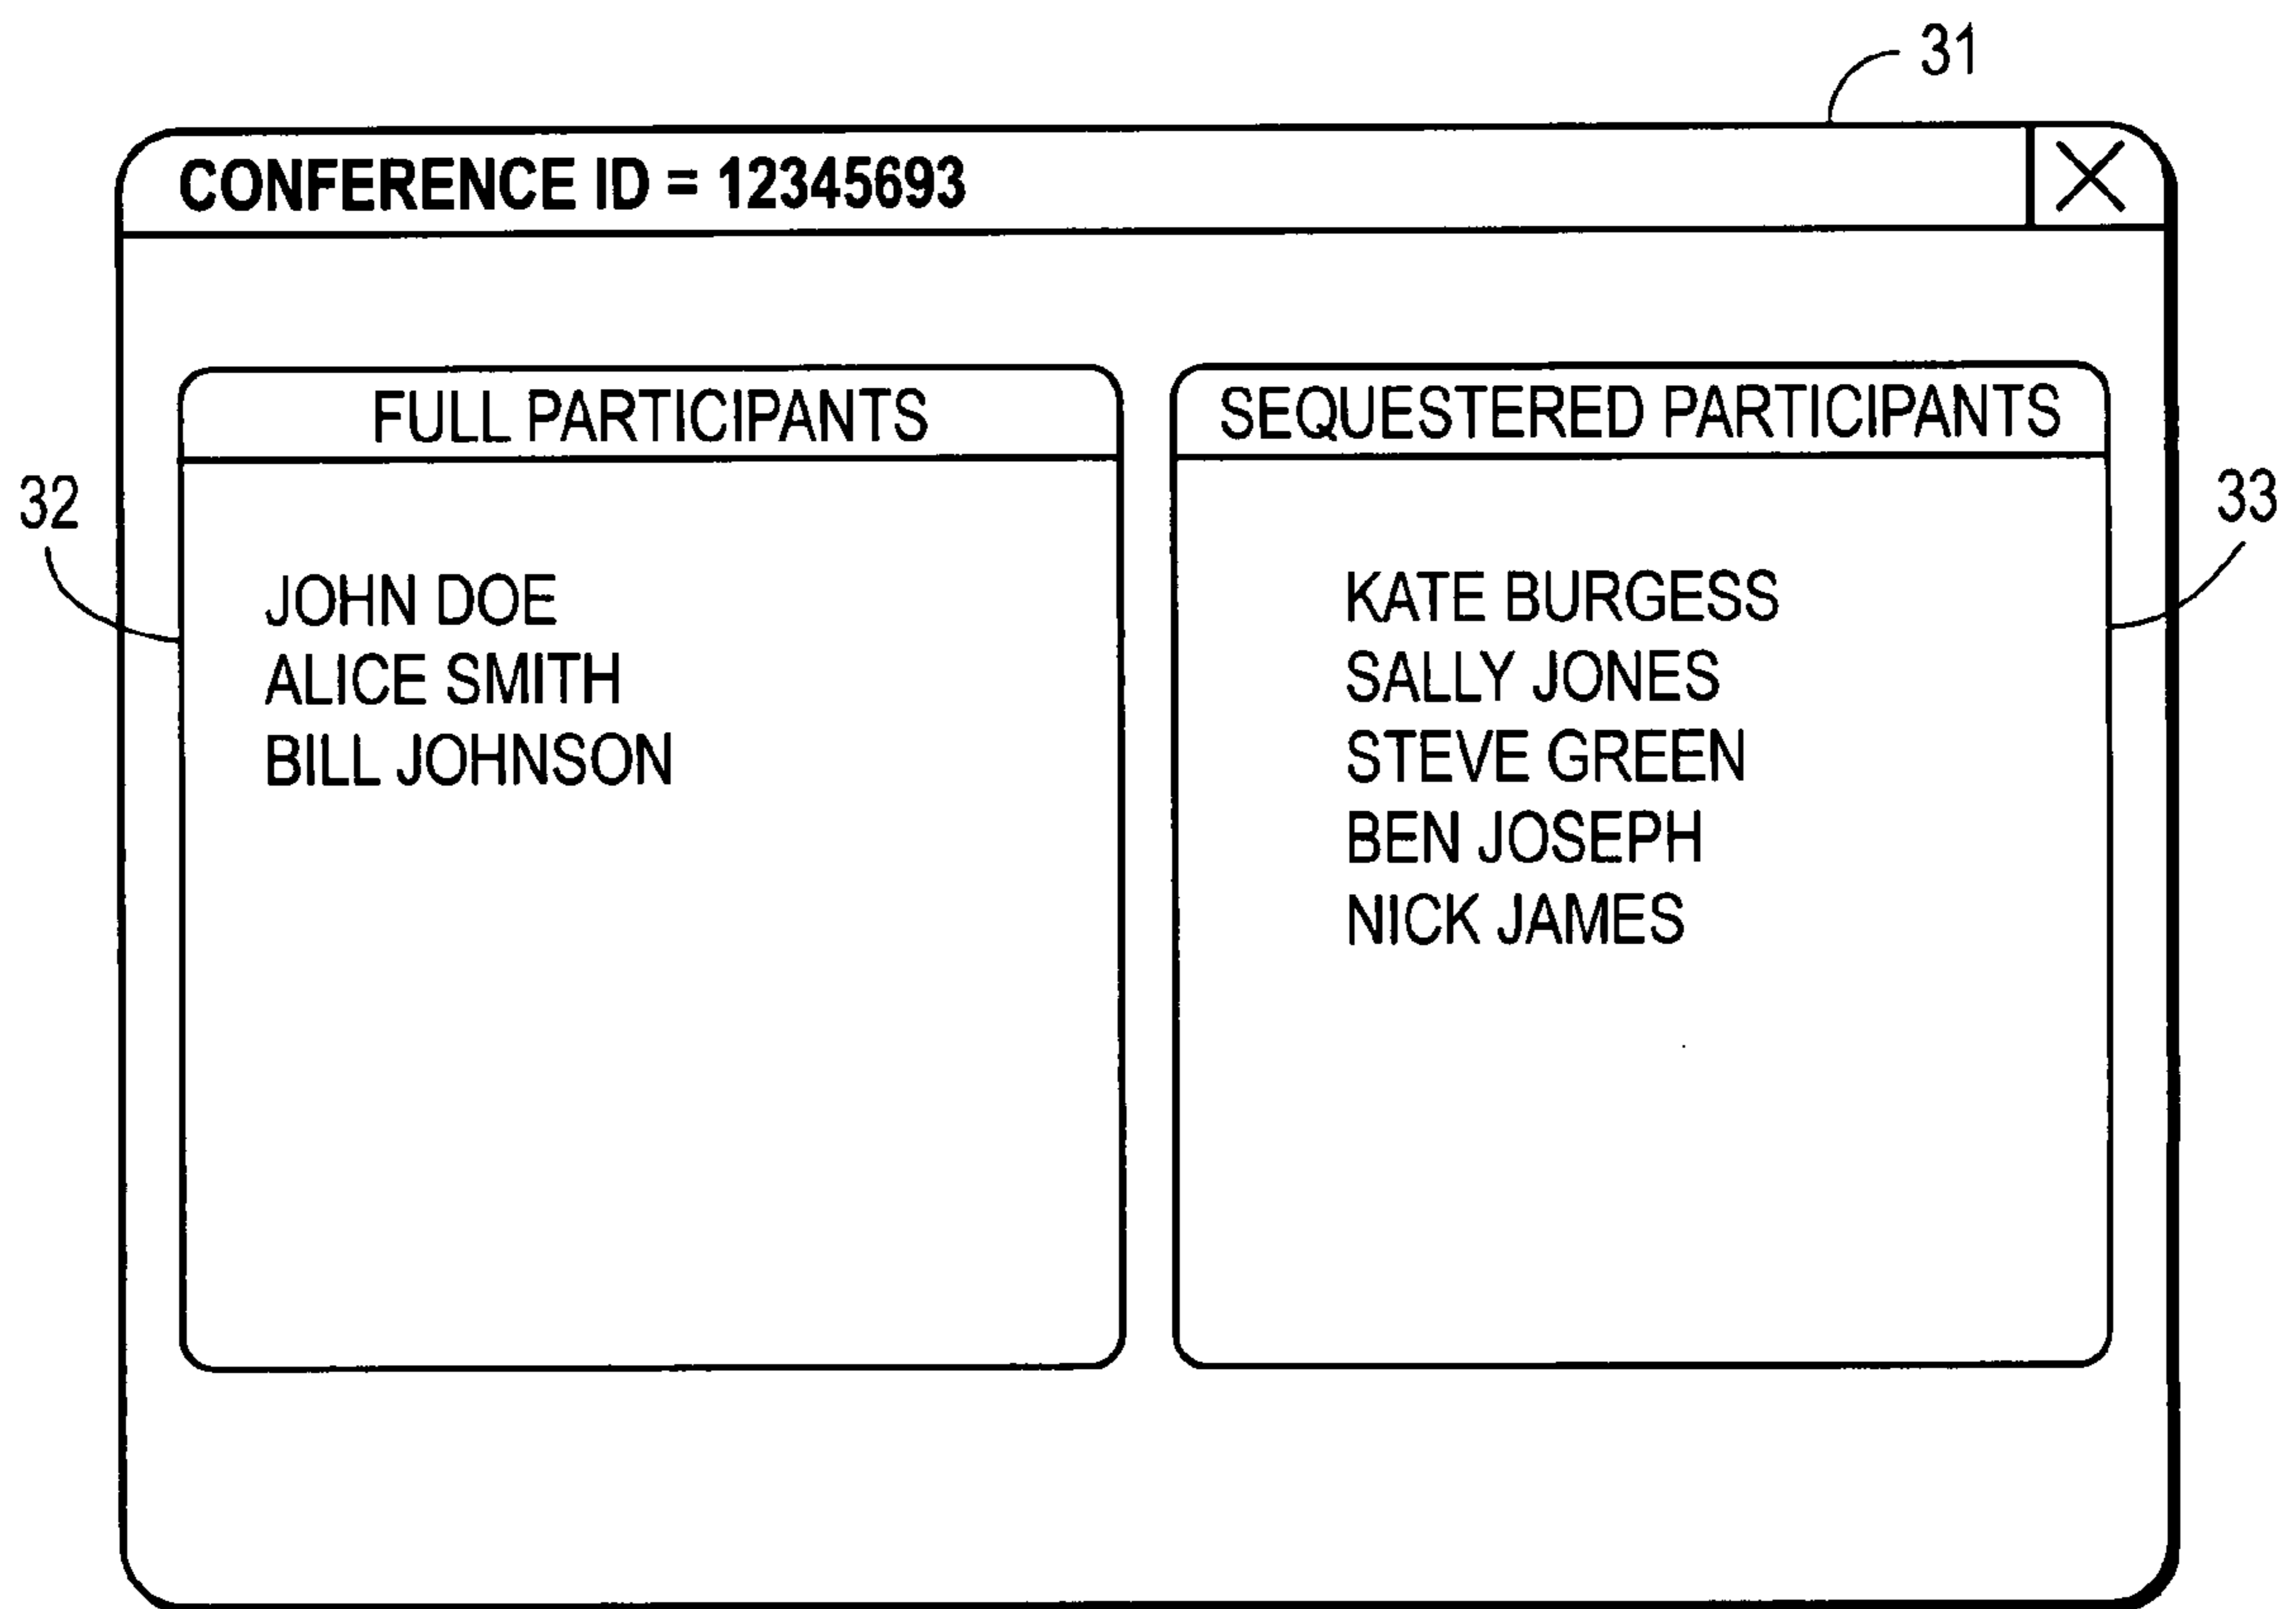 31
CONFERENCE ID = 12345693
X
FULL PARTICIPANTS
SEQUESTERED PARTICIPANTS
32
33
JOHN DOE
ALICE SMITH
BILL JOHNSON
KATE BURGESS
SALLY JONES
STEVE GREEN
BEN JOSEPH
NICK JAMES